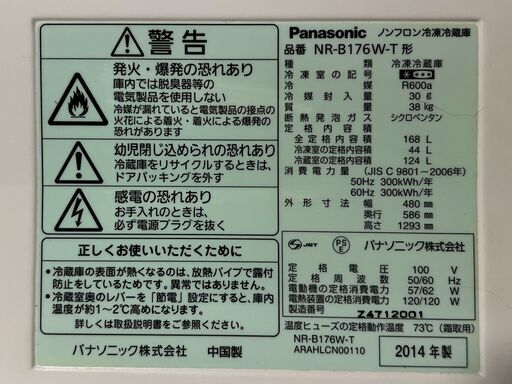 警告
発火・爆発の恐れあり
庫内では脱臭器等の
電気製品を使用しない
冷媒が漏れていると電気製品の接点の
火花による着火・着火・爆発の
恐れがあります
幼児閉じ込められの恐れあり
冷蔵庫をリサイクルするときは、
ドアパッキングを外す
感電の恐れあり
お手入れのときは、
必ず電源プラグを抜く
正しくお使いいただくために
●冷蔵庫の表面が熱くなるのは、放熱パイプで露付
防止をしているためです。異常ではありません。
●冷蔵室奥のレバーを「節電」設定にすると、庫内
温度が約1~2℃高めになります。
詳しくは取扱説明書をご覧ください。
パナソニック株式会社 中国製
Panasonic ノンフロン冷凍冷蔵庫
品番 NR-B176W-T 形
種類 冷凍冷蔵庫
冷凍室の記号
冷媒 R600a
冷媒封入量 30 g
質量 38 kg
断熱発泡ガス シクロペンタン
定格内容積
全定格内容積 168 L
冷凍室の定格内容積 44 L
冷蔵室の定格内容積 124 L
消費電力量 (JIS C 9801-2006年)
50Hz 300kWh/年
60Hz 300kWh/年
外形寸法 幅 480 mm
奥行 586 mm
高さ 1293 mm
S JET PS E パナソニック株式会社
定格電圧 100 V
定格周波数 50/60 Hz
電動機の定格消費電力 57/62 W
電熱装置の定格消費電力 120/120 W
製造番号 Z4712001
温度ヒューズの定格動作温度 73℃ (霜取用)
NR-B176W-T
ARAHLCN00110
2014 年製